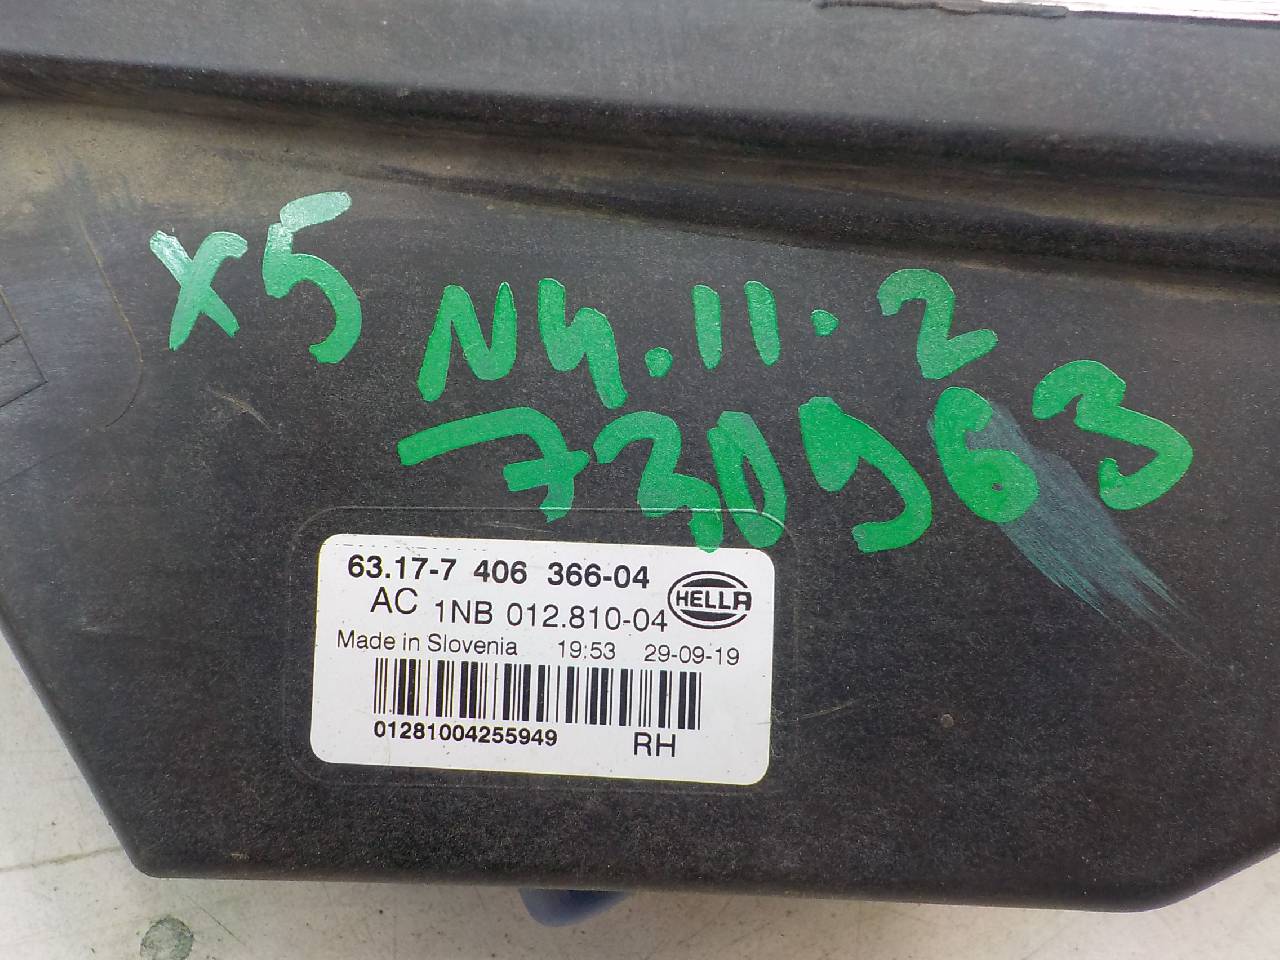 X5
N4.11.2
730963
63.17-7 406 366-04
AC 1NB 012.810-04 HELLA
Made in Slovenia 19:53 29-09-19
01281004255949 RH